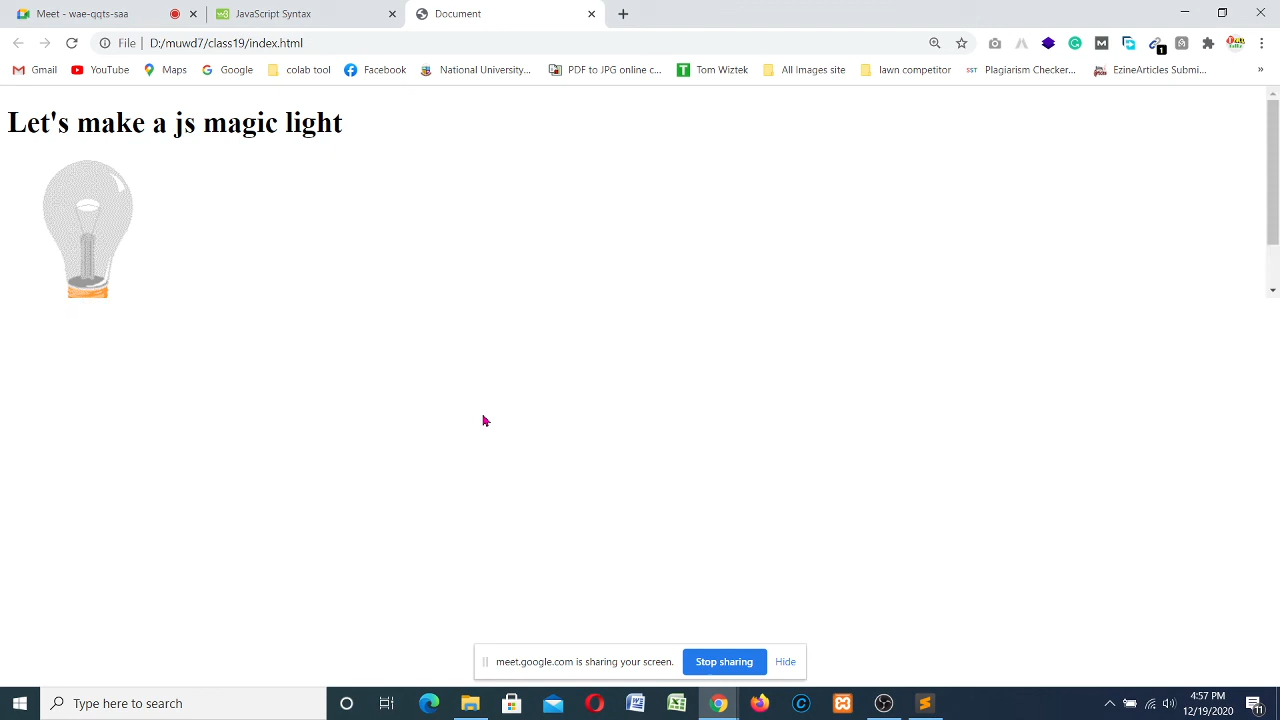 Meet - wae-qqts-saa
JavaScript Syntax
Document
File
D:/muwd7/class19/index.html
1
Gmail
YouTube
Maps
Google
colab tool
Facebook
National University...
PDF to JPG online c...
T
Tom Wiztek
All Images site
lawn competitor
SST
Plagiarism Checker...
EzineArticles Submi...
»
Let's make a js magic light
meet.google.com is sharing your screen.
Stop sharing
Hide
Type here to search
4:57 PM
12/19/2020